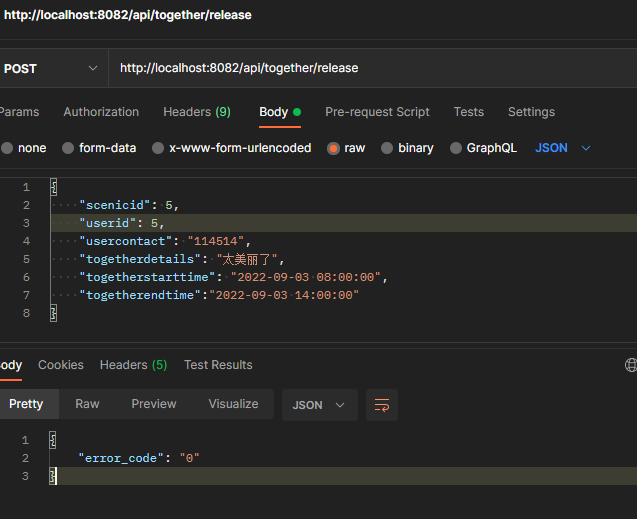 http://localhost:8082/api/together/release
POST http://localhost:8082/api/together/release
Params Authorization Headers (9) Body Pre-request Script Tests Settings
none form-data x-www-form-urlencoded raw binary GraphQL JSON
1 {
2 "scenicid": 5,
3 "userid": 5,
4 "usercontact": "114514",
5 "togetherdetails": "太美丽了",
6 "togetherstarttime": "2022-09-03 08:00:00",
7 "togetherendtime":"2022-09-03 14:00:00"
8 }
ody Cookies Headers (5) Test Results
Pretty Raw Preview Visualize JSON
1 {
2 "error_code": "0"
3 }